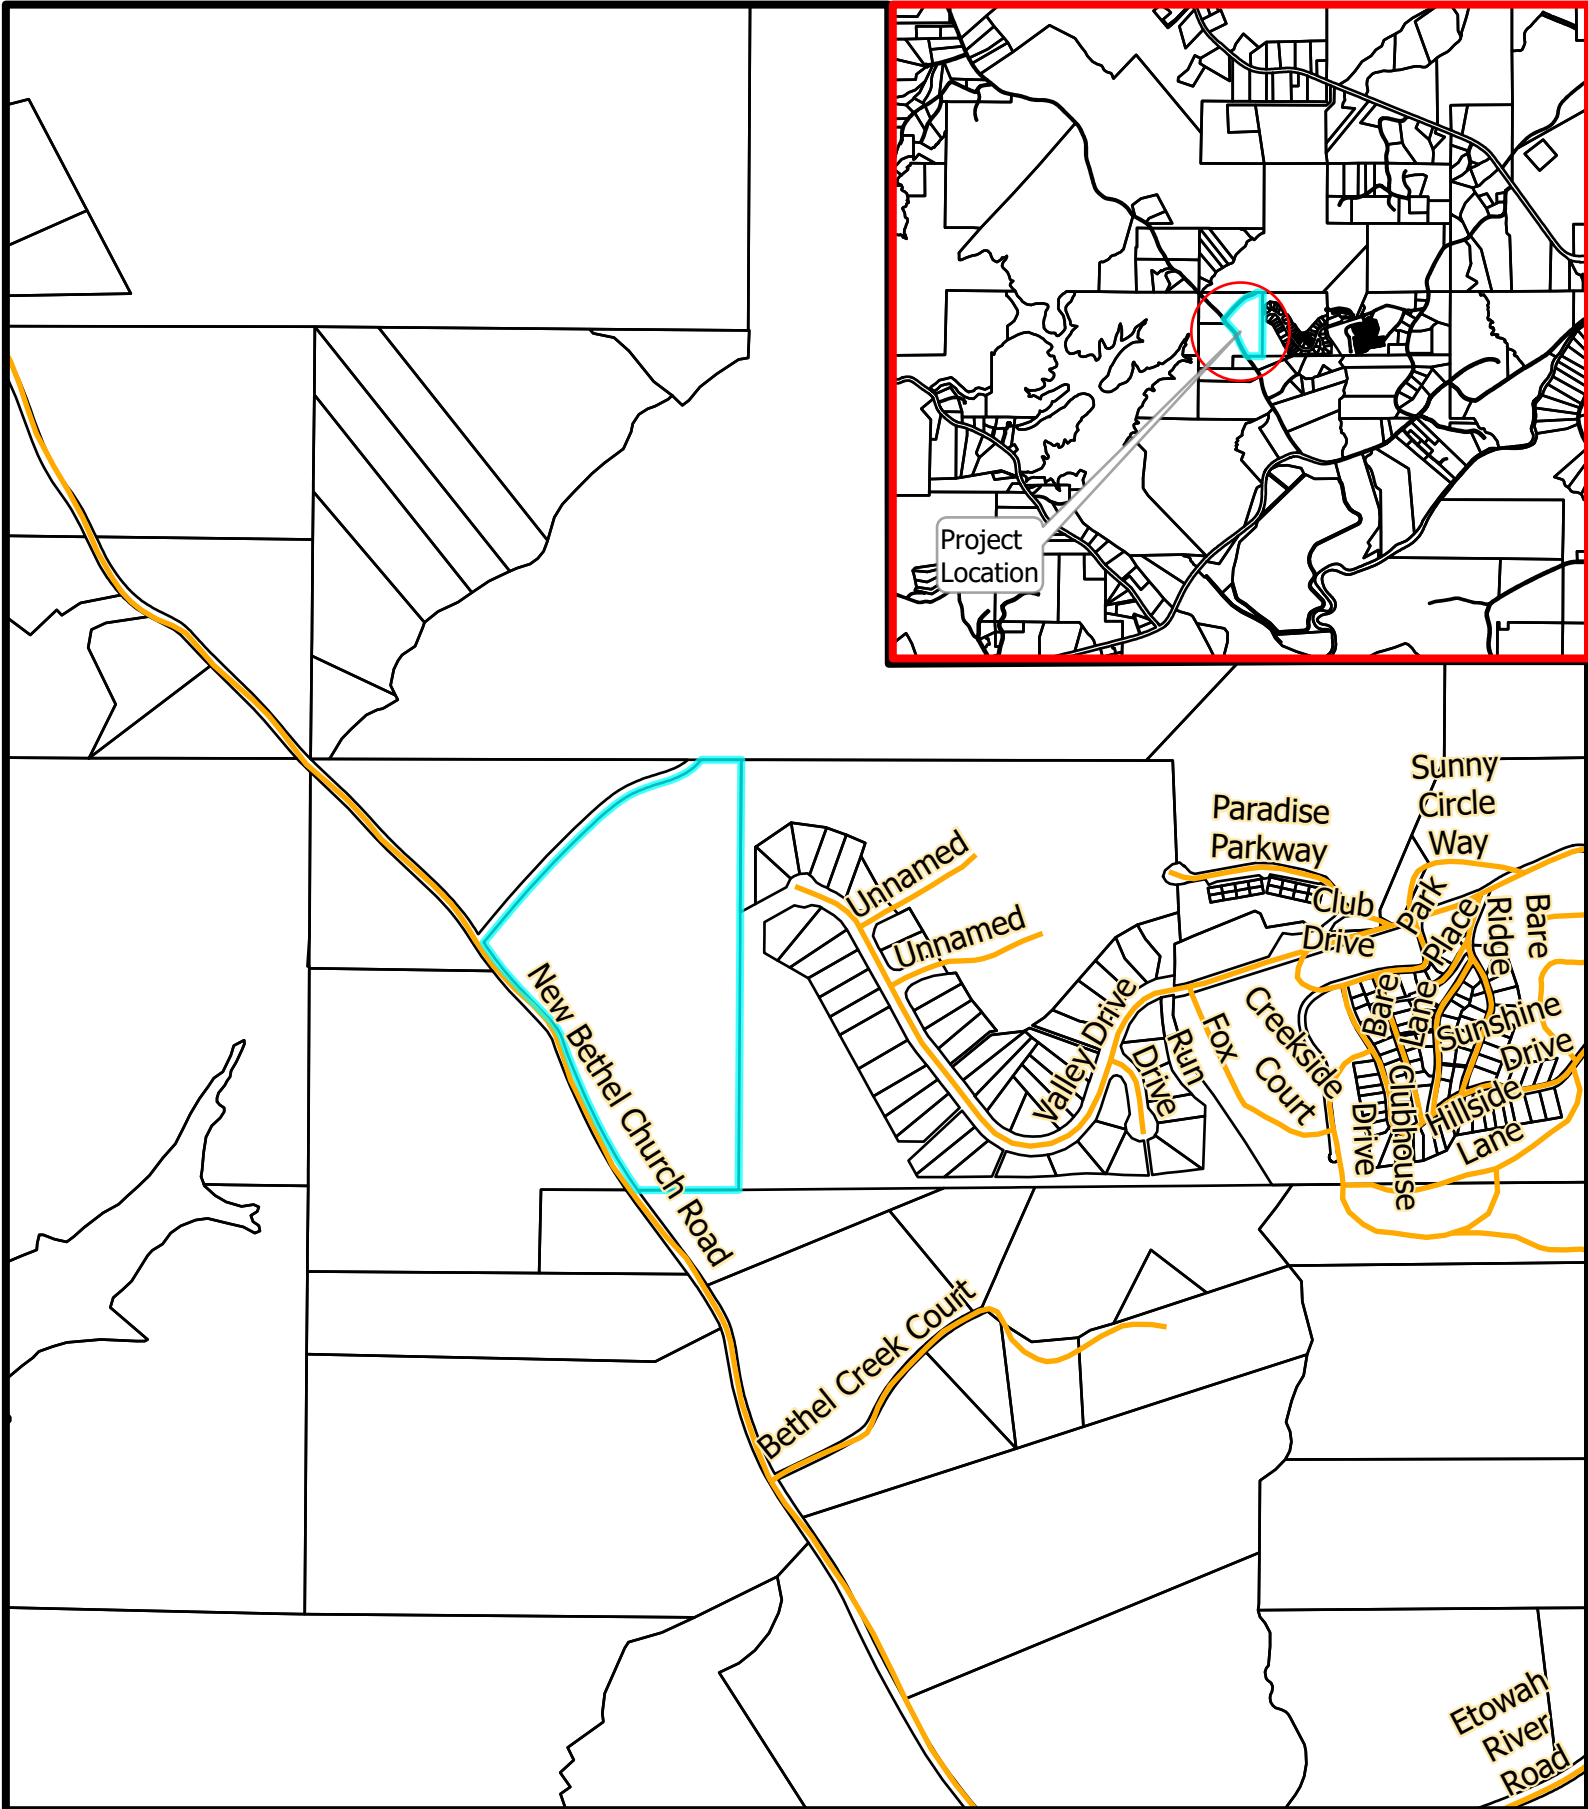 Project
Location
Sunny
Circle
Way
Paradise
Parkway
Unnamed
Unnamed
Club
Drive
Park
Place
Ridge
Bare
Bare
Lane
Sunshine
Drive
Valley Drive
Run
Drive
Fox
Court
Creekside
Drive
Clubhouse
Hillside
Lane
New Bethel Church Road
Bethel Creek Court
Etowah
River
Road